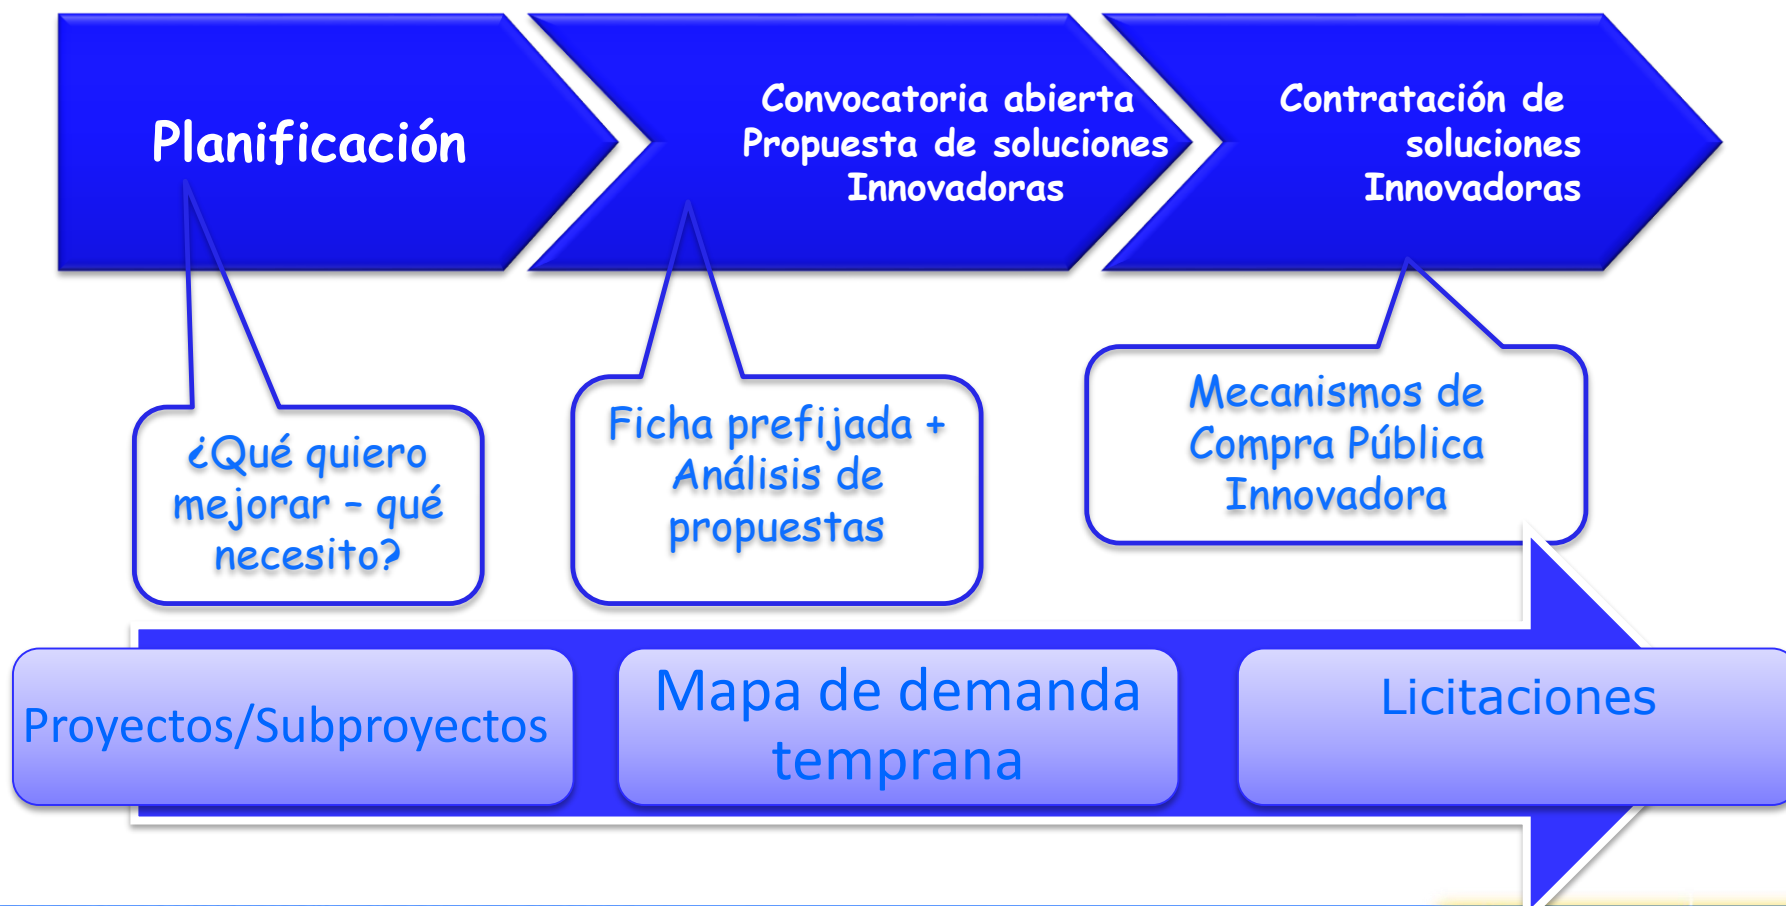 Planificación
Convocatoria abierta
Propuesta de soluciones
Innovadoras
Contratación de
soluciones
Innovadoras
¿Qué quiero
mejorar – qué
necesito?
Ficha prefijada +
Análisis de
propuestas
Mecanismos de
Compra Pública
Innovadora
Proyectos/Subproyectos
Mapa de demanda
temprana
Licitaciones